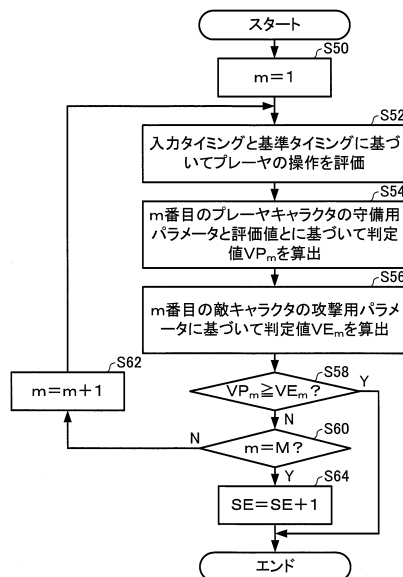 スタート
S50
m=1
S52
入力タイミングと基準タイミングに基づ
いてプレーヤの操作を評価
S54
m番目のプレーヤキャラクタの守備用
パラメータと評価値とに基づいて判定
値VPmを算出
S56
m番目の敵キャラクタの攻撃用パラメ
ータに基づいて判定値VEmを算出
S58
VPm≧VEm?
Y
N
S62
m=m+1
S60
m=M?
N
Y
S64
SE=SE+1
エンド